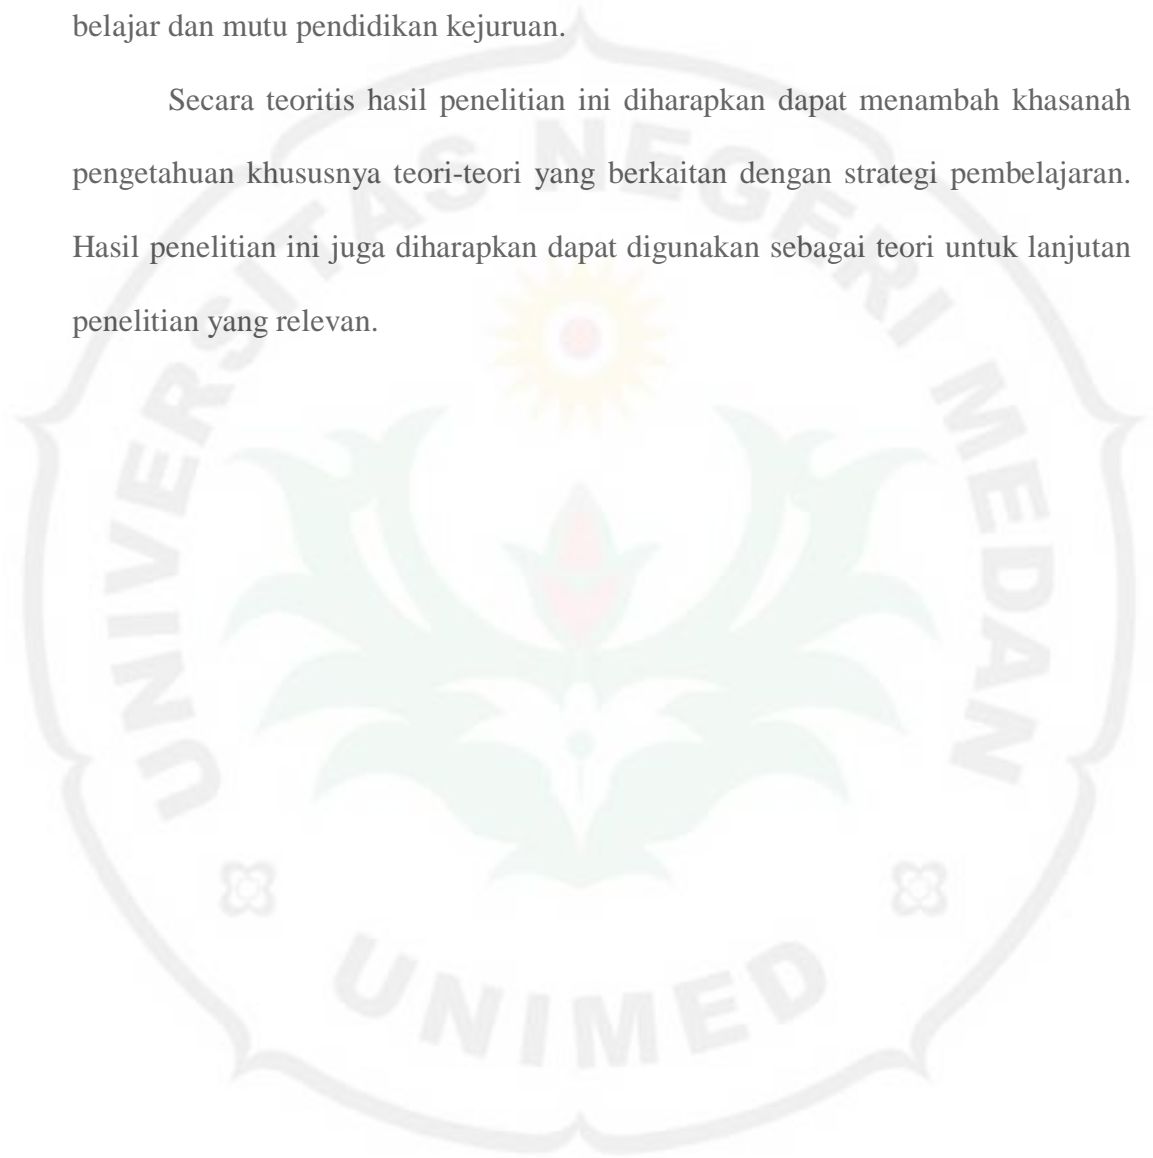 belajar dan mutu pendidikan kejuruan.
Secara teoritis hasil penelitian ini diharapkan dapat menambah khasanah
pengetahuan khususnya teori-teori yang berkaitan dengan strategi pembelajaran.
Hasil penelitian ini juga diharapkan dapat digunakan sebagai teori untuk lanjutan
penelitian yang relevan.
UNIVERSITAS NEGERI MEDAN
UNIMED